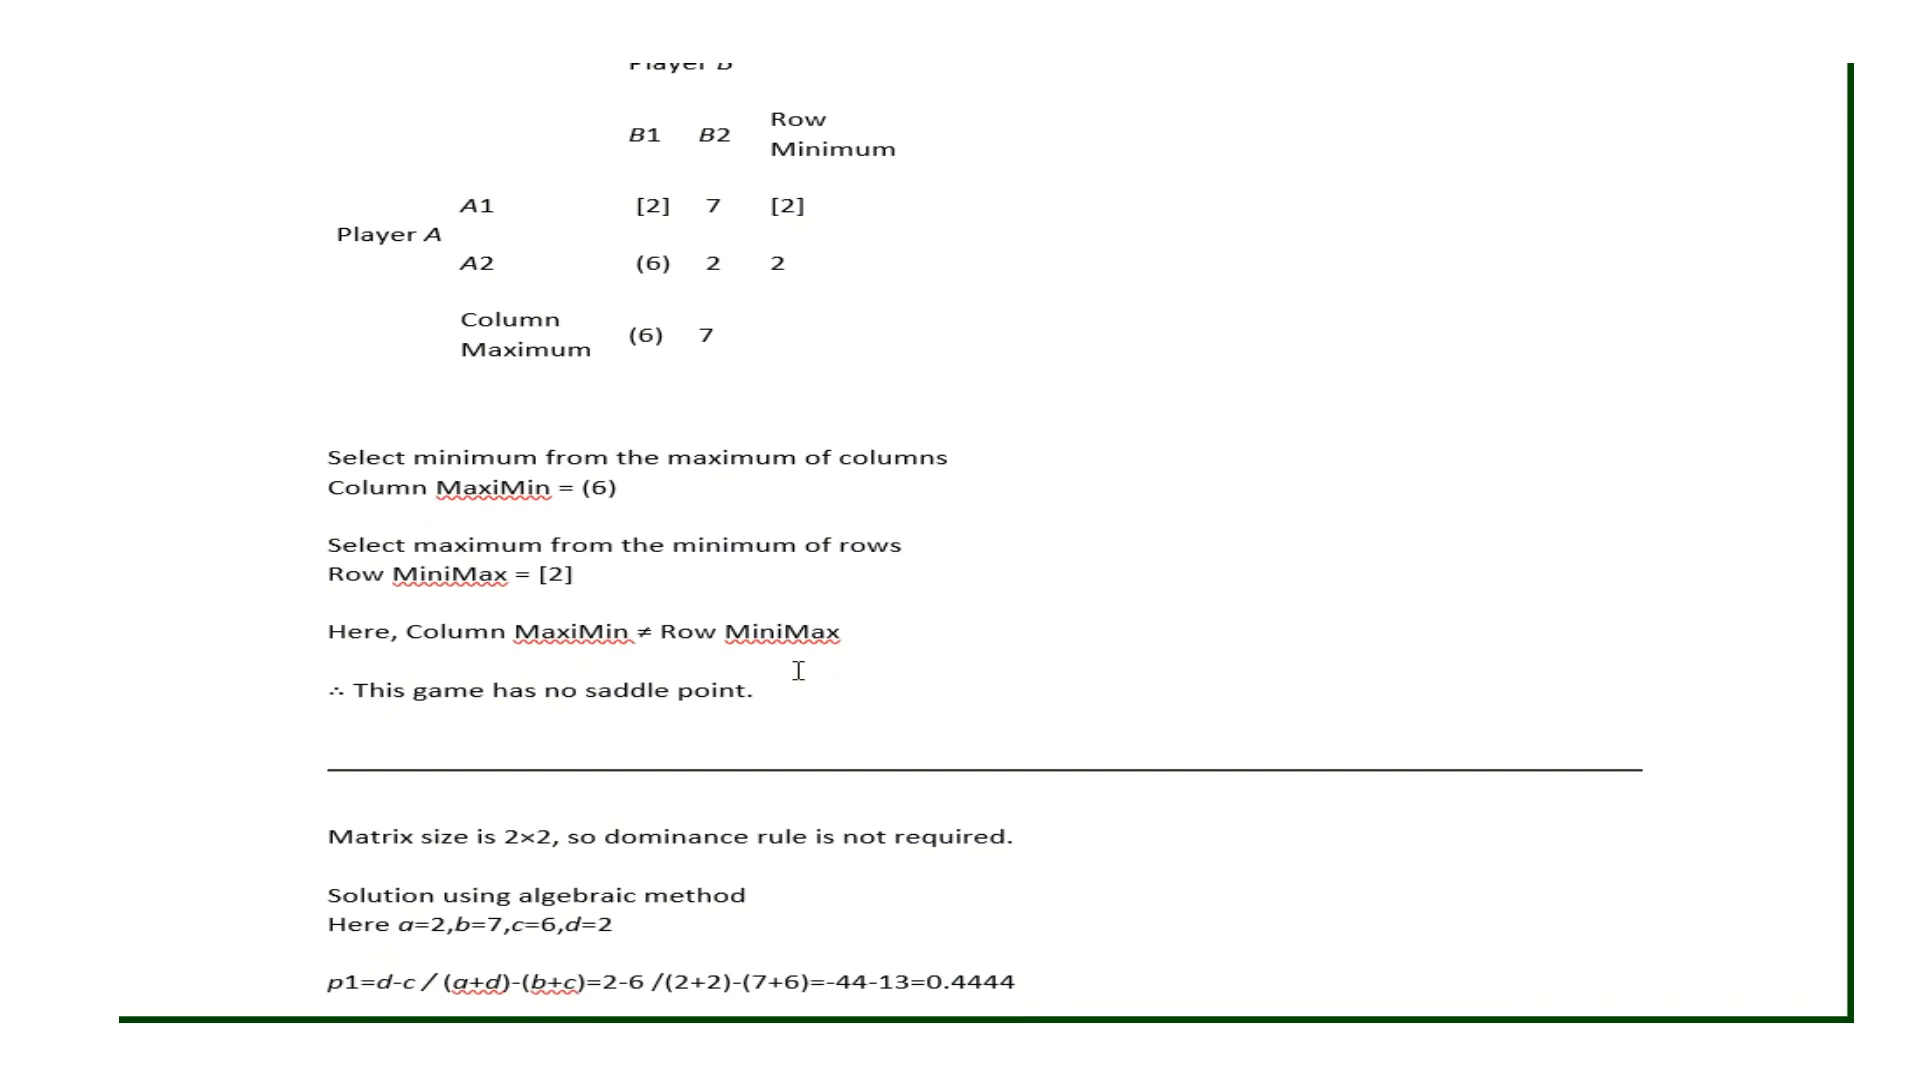 Player B
B1 B2 Row Minimum
A1 [2] 7 [2]
Player A
A2 (6) 2 2
Column Maximum (6) 7
Select minimum from the maximum of columns
Column MaxiMin = (6)
Select maximum from the minimum of rows
Row MiniMax = [2]
Here, Column MaxiMin ≠ Row MiniMax
∴ This game has no saddle point.
Matrix size is 2×2, so dominance rule is not required.
Solution using algebraic method
Here a=2,b=7,c=6,d=2
p1=d-c / (a+d)-(b+c)=2-6 /(2+2)-(7+6)=-44-13=0.4444